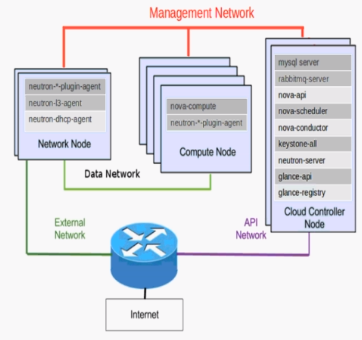 Management Network
neutron-*-plugin-agent
neutron-l3-agent
neutron-dhcp-agent
Network Node
nova-compute
neutron-*-plugin-agent
Compute Node
mysql server
rabbitmq-server
nova-api
nova-scheduler
nova-conductor
keystone-all
neutron-server
glance-api
glance-registry
Cloud Controller
Node
Data Network
External
Network
API
Network
Internet